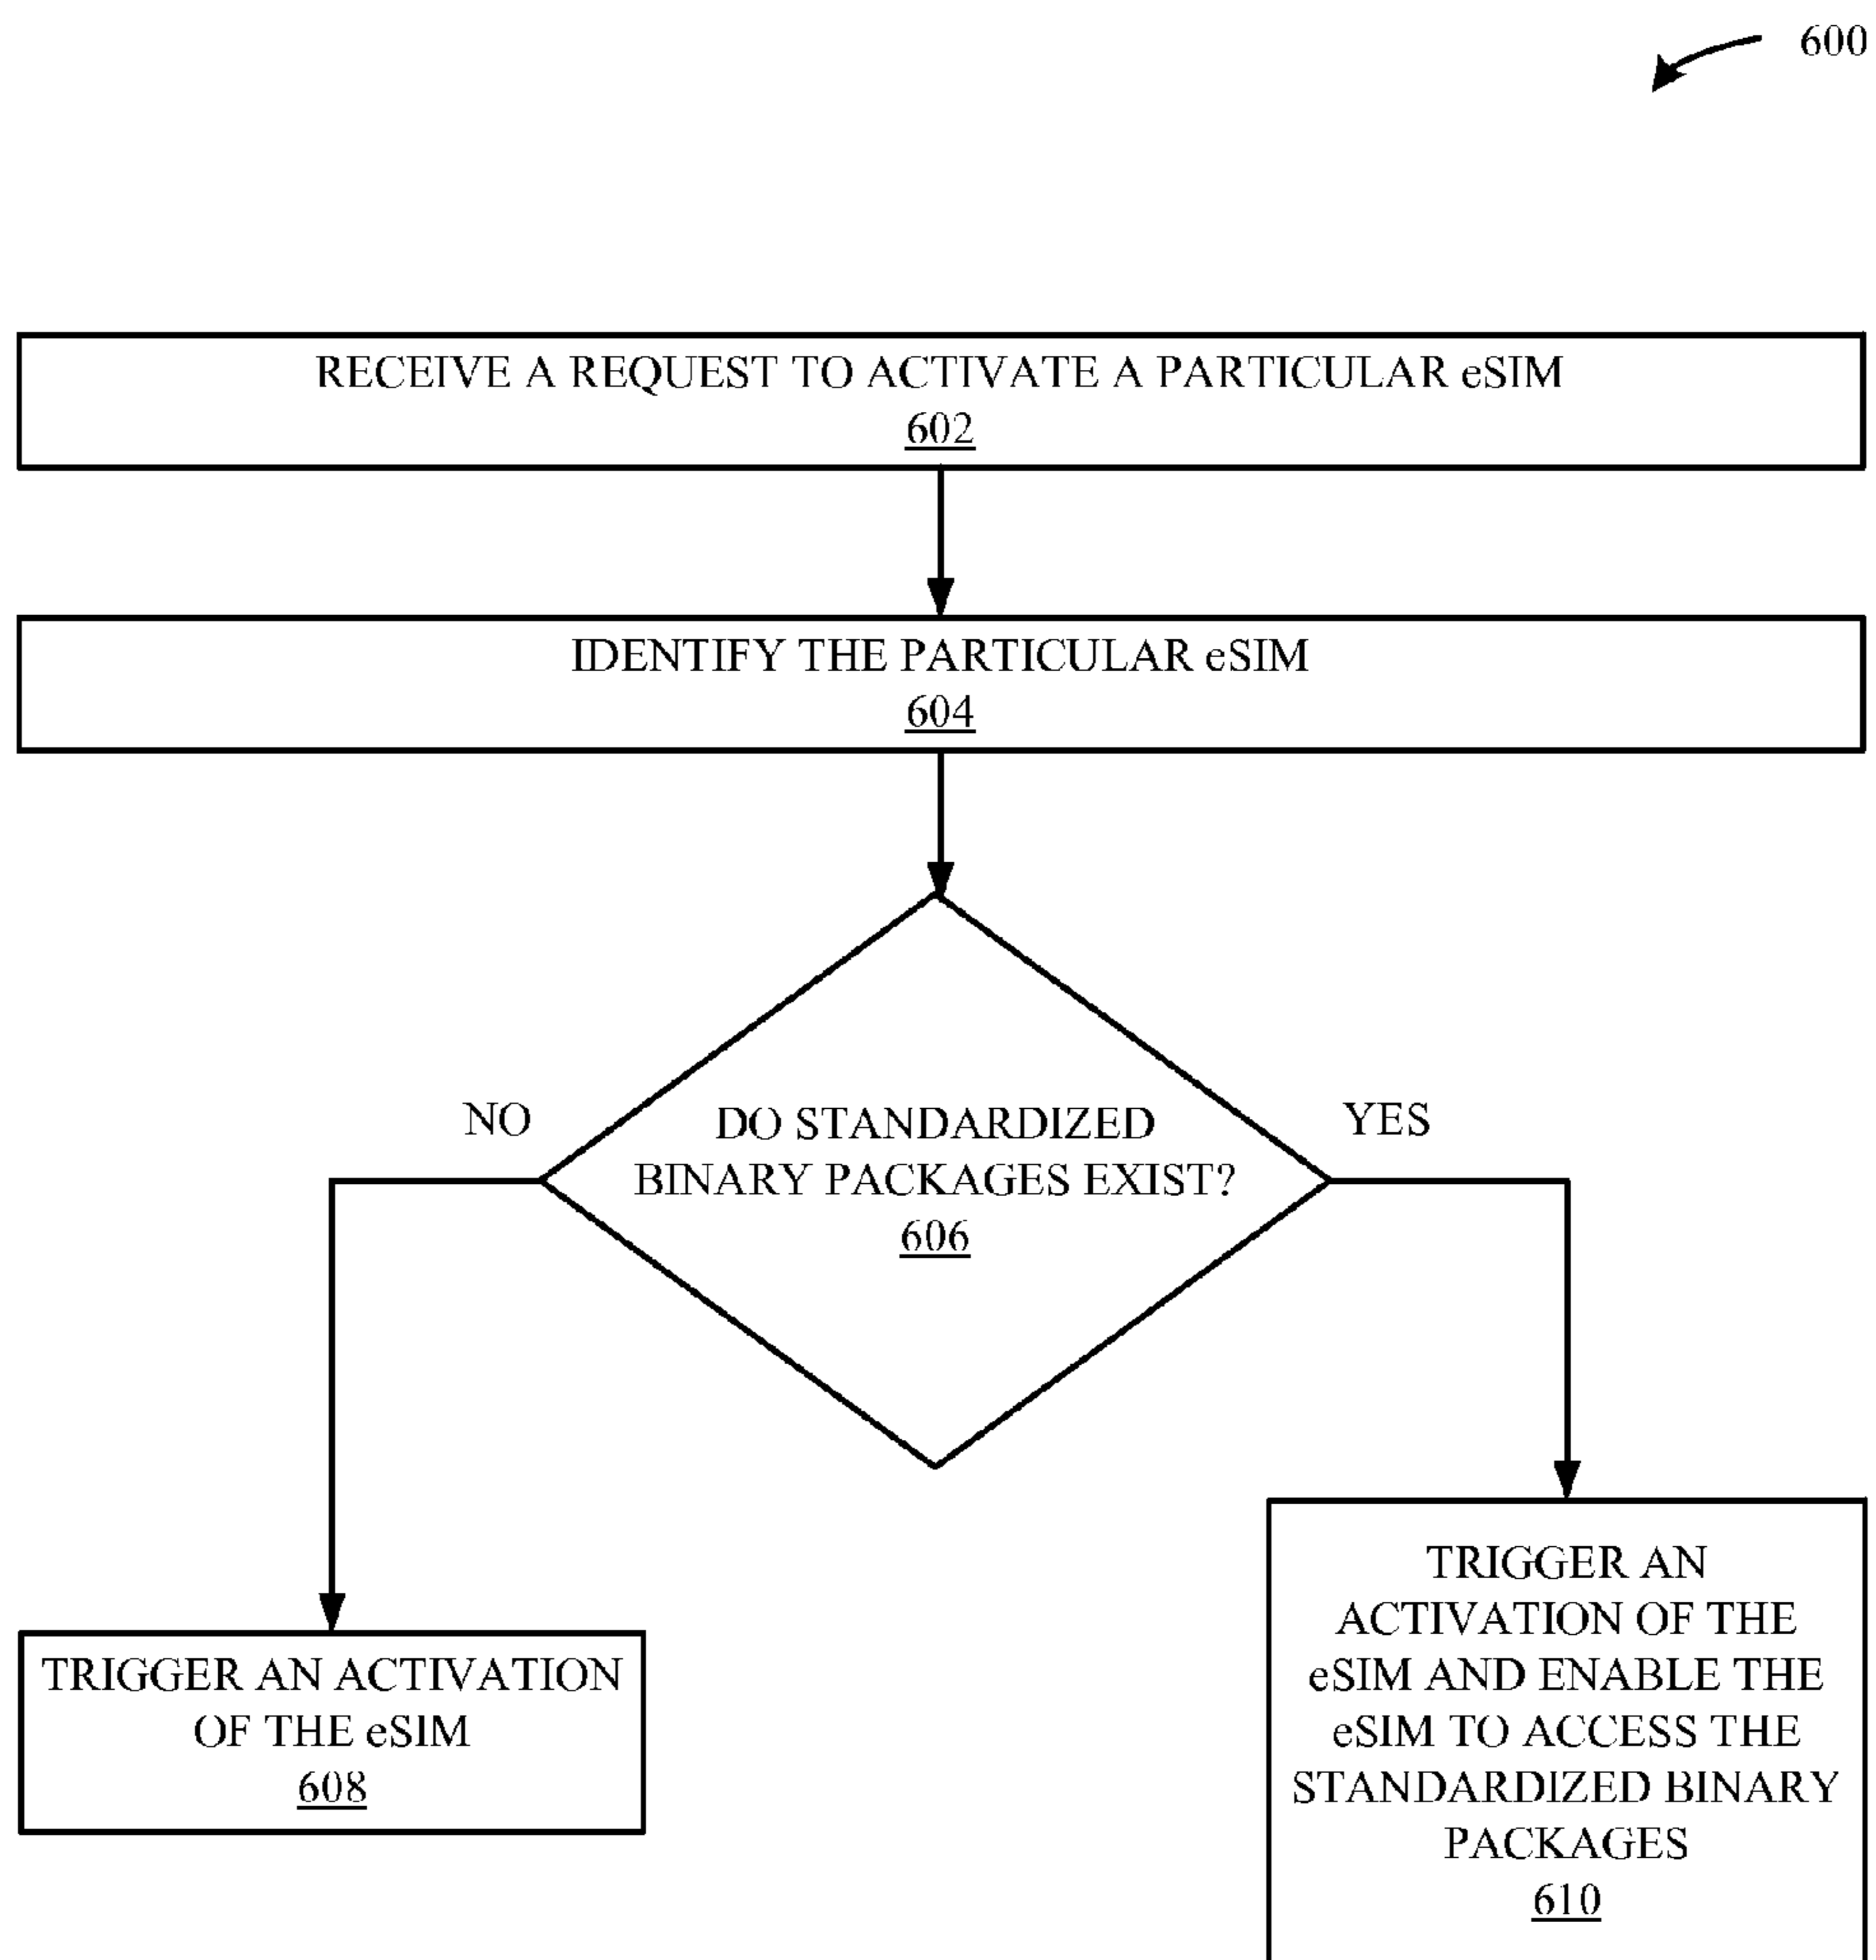 600
RECEIVE A REQUEST TO ACTIVATE A PARTICULAR eSIM
602
IDENTIFY THE PARTICULAR eSIM
604
NO
YES
DO STANDARDIZED
BINARY PACKAGES EXIST?
606
TRIGGER AN ACTIVATION
OF THE eSIM
608
TRIGGER AN
ACTIVATION OF THE
eSIM AND ENABLE THE
eSIM TO ACCESS THE
STANDARDIZED BINARY
PACKAGES
610